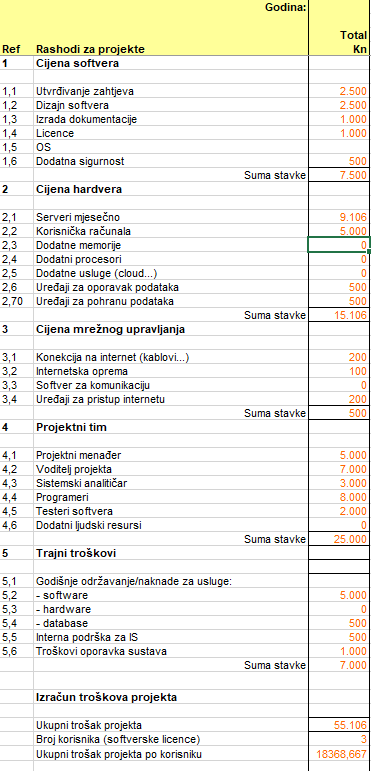 Godina:
Total
Ref Rashodi za projekte Kn
1 Cijena softvera
1,1 Utvrđivanje zahtjeva 2.500
1,2 Dizajn softvera 2.500
1,3 Izrada dokumentacije 1.000
1,4 Licence 1.000
1,5 OS
1,6 Dodatna sigurnost 500
Suma stavke 7.500
2 Cijena hardvera
2,1 Serveri mjesečno 9.106
2,2 Korisnička računala 5.000
2,3 Dodatne memorije 0
2,4 Dodatni procesori 0
2,5 Dodatne usluge (cloud...) 0
2,6 Uređaji za oporavak podataka 500
2,70 Uređaji za pohranu podataka 500
Suma stavke 15.106
3 Cijena mrežnog upravljanja
3,1 Konekcija na internet (kablovi...) 200
3,2 Internetska oprema 100
3,3 Softver za komunikaciju 0
3,4 Uređaji za pristup internetu 200
Suma stavke 500
4 Projektni tim
4,1 Projektni menađer 5.000
4,2 Voditelj projekta 7.000
4,3 Sistemski analitičar 3.000
4,4 Programeri 8.000
4,5 Testeri softvera 2.000
4,6 Dodatni ljudski resursi 0
Suma stavke 25.000
5 Trajni troškovi
5,1 Godišnje održavanje/naknade za usluge:
5,2 - software 5.000
5,3 - hardware 0
5,4 - database 500
5,5 Interna podrška za IS 500
5,6 Troškovi oporavka sustava 1.000
Suma stavke 7.000
Izračun troškova projekta
Ukupni trošak projekta 55.106
Broj korisnika (softverske licence) 3
Ukupni trošak projekta po korisniku 18368,667